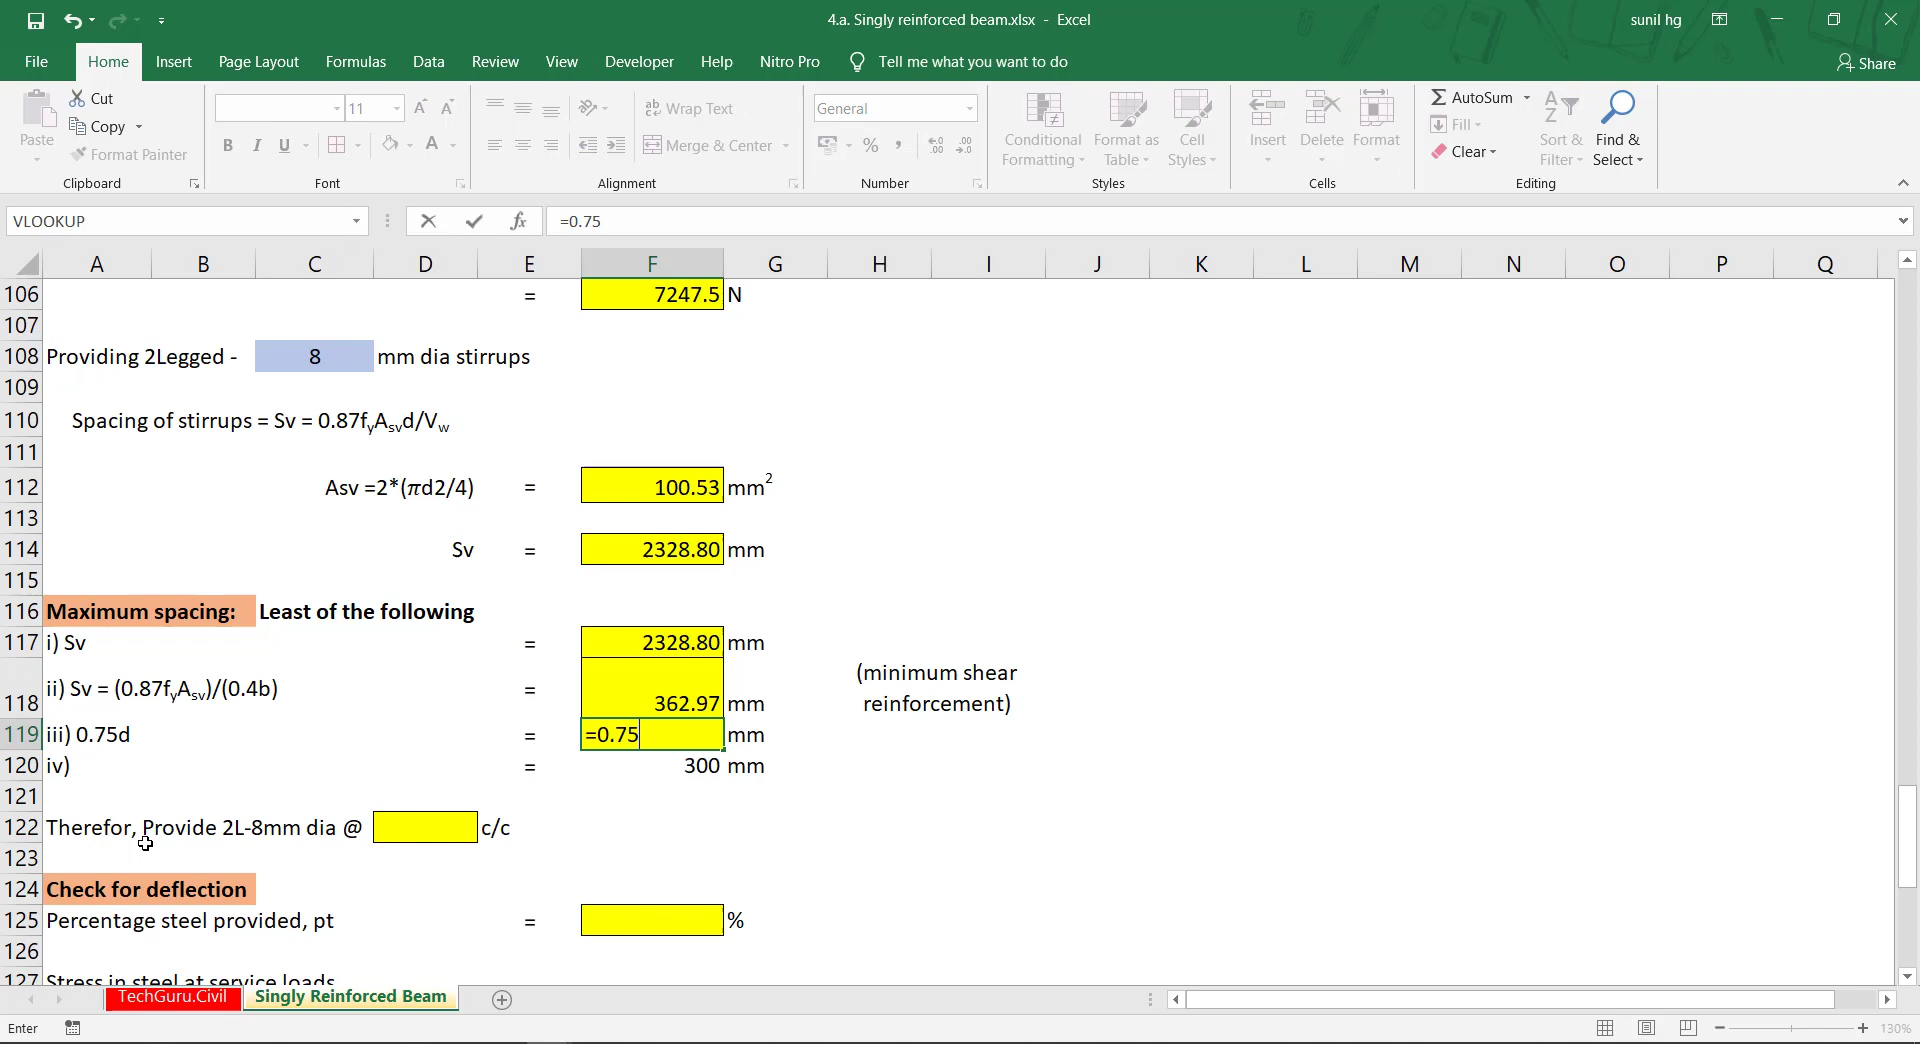 4.a. Singly reinforced beam.xlsx - Excel
sunil hg
File Home Insert Page Layout Formulas Data Review View Developer Help Nitro Pro Tell me what you want to do Share
Paste Cut Copy Format Painter
11
Wrap Text Merge & Center
General
% ,
Conditional Formatting Format as Table Cell Styles
Insert Delete Format
AutoSum Fill Clear Sort & Filter Find & Select
Clipboard Font Alignment Number Styles Cells Editing
VLOOKUP fx =0.75
A B C D E F G H I J K L M N O P Q
106 = 7247.5 N
107
108 Providing 2Legged - 8 mm dia stirrups
109
110 Spacing of stirrups = Sv = 0.87fyAsvd/Vw
111
112 Asv =2*(πd2/4) = 100.53 mm2
113
114 Sv = 2328.80 mm
115
116 Maximum spacing: Least of the following
117 i) Sv = 2328.80 mm
118 ii) Sv = (0.87fyAsv)/(0.4b) = 362.97 mm (minimum shear reinforcement)
119 iii) 0.75d = =0.75 mm
120 iv) = 300 mm
121
122 Therefor, Provide 2L-8mm dia @ c/c
123
124 Check for deflection
125 Percentage steel provided, pt = %
126
127 Stress in steel at service loads
TechGuru.Civil Singly Reinforced Beam
Enter 130%